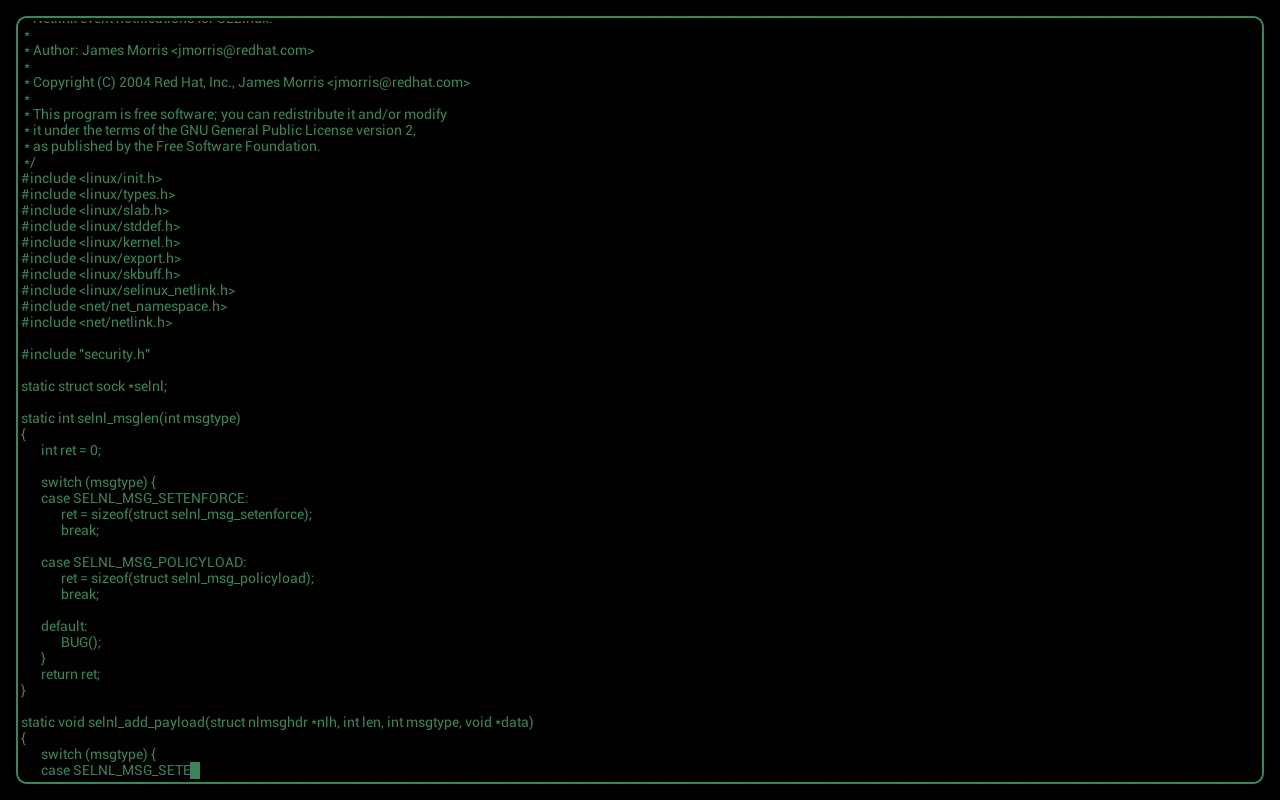 * Netlink event notifications for SELinux.
*
* Author: James Morris <jmorris@redhat.com>
*
* Copyright (C) 2004 Red Hat, Inc., James Morris <jmorris@redhat.com>
*
* This program is free software; you can redistribute it and/or modify
* it under the terms of the GNU General Public License version 2,
* as published by the Free Software Foundation.
*/
#include <linux/init.h>
#include <linux/types.h>
#include <linux/slab.h>
#include <linux/stddef.h>
#include <linux/kernel.h>
#include <linux/export.h>
#include <linux/skbuff.h>
#include <linux/selinux_netlink.h>
#include <net/net_namespace.h>
#include <net/netlink.h>

#include "security.h"

static struct sock *selnl;

static int selnl_msglen(int msgtype)
{
int ret = 0;

switch (msgtype) {
case SELNL_MSG_SETENFORCE:
ret = sizeof(struct selnl_msg_setenforce);
break;

case SELNL_MSG_POLICYLOAD:
ret = sizeof(struct selnl_msg_policyload);
break;

default:
BUG();
}
return ret;
}

static void selnl_add_payload(struct nlmsghdr *nlh, int len, int msgtype, void *data)
{
switch (msgtype) {
case SELNL_MSG_SETE